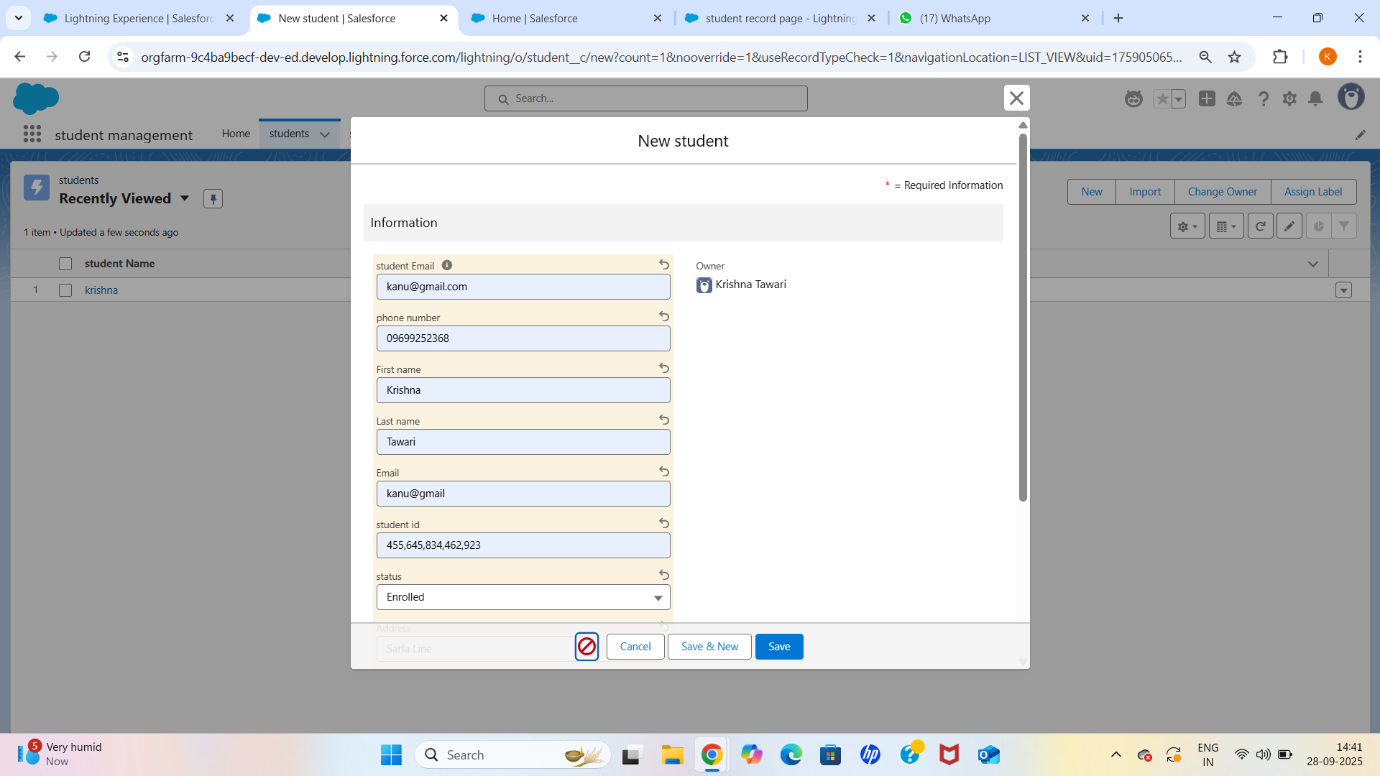 Lightning Experience | Salesforc
New student | Salesforce
Home | Salesforce
student record page - Lightning
(17) WhatsApp
orgfarm-9c4ba9becf-dev-ed.develop.lightning.force.com/lightning/o/student__c/new?count=1&nooverride=1&useRecordTypeCheck=1&navigationLocation=LIST_VIEW&uid=175905065...
K
Search...
student management
Home
students
New student
* = Required Information
students
Recently Viewed
New
Import
Change Owner
Assign Label
1 item • Updated a few seconds ago
Information
student Name
1
krishna
student Email
kanu@gmail.com
Owner
Krishna Tawari
phone number
09699252368
First name
Krishna
Last name
Tawari
Email
kanu@gmail
student id
455,645,834,462,923
status
Enrolled
Address
Sarfa Line
Cancel
Save & New
Save
5
Very humid
Now
Search
ENG
IN
14:41
28-09-2025